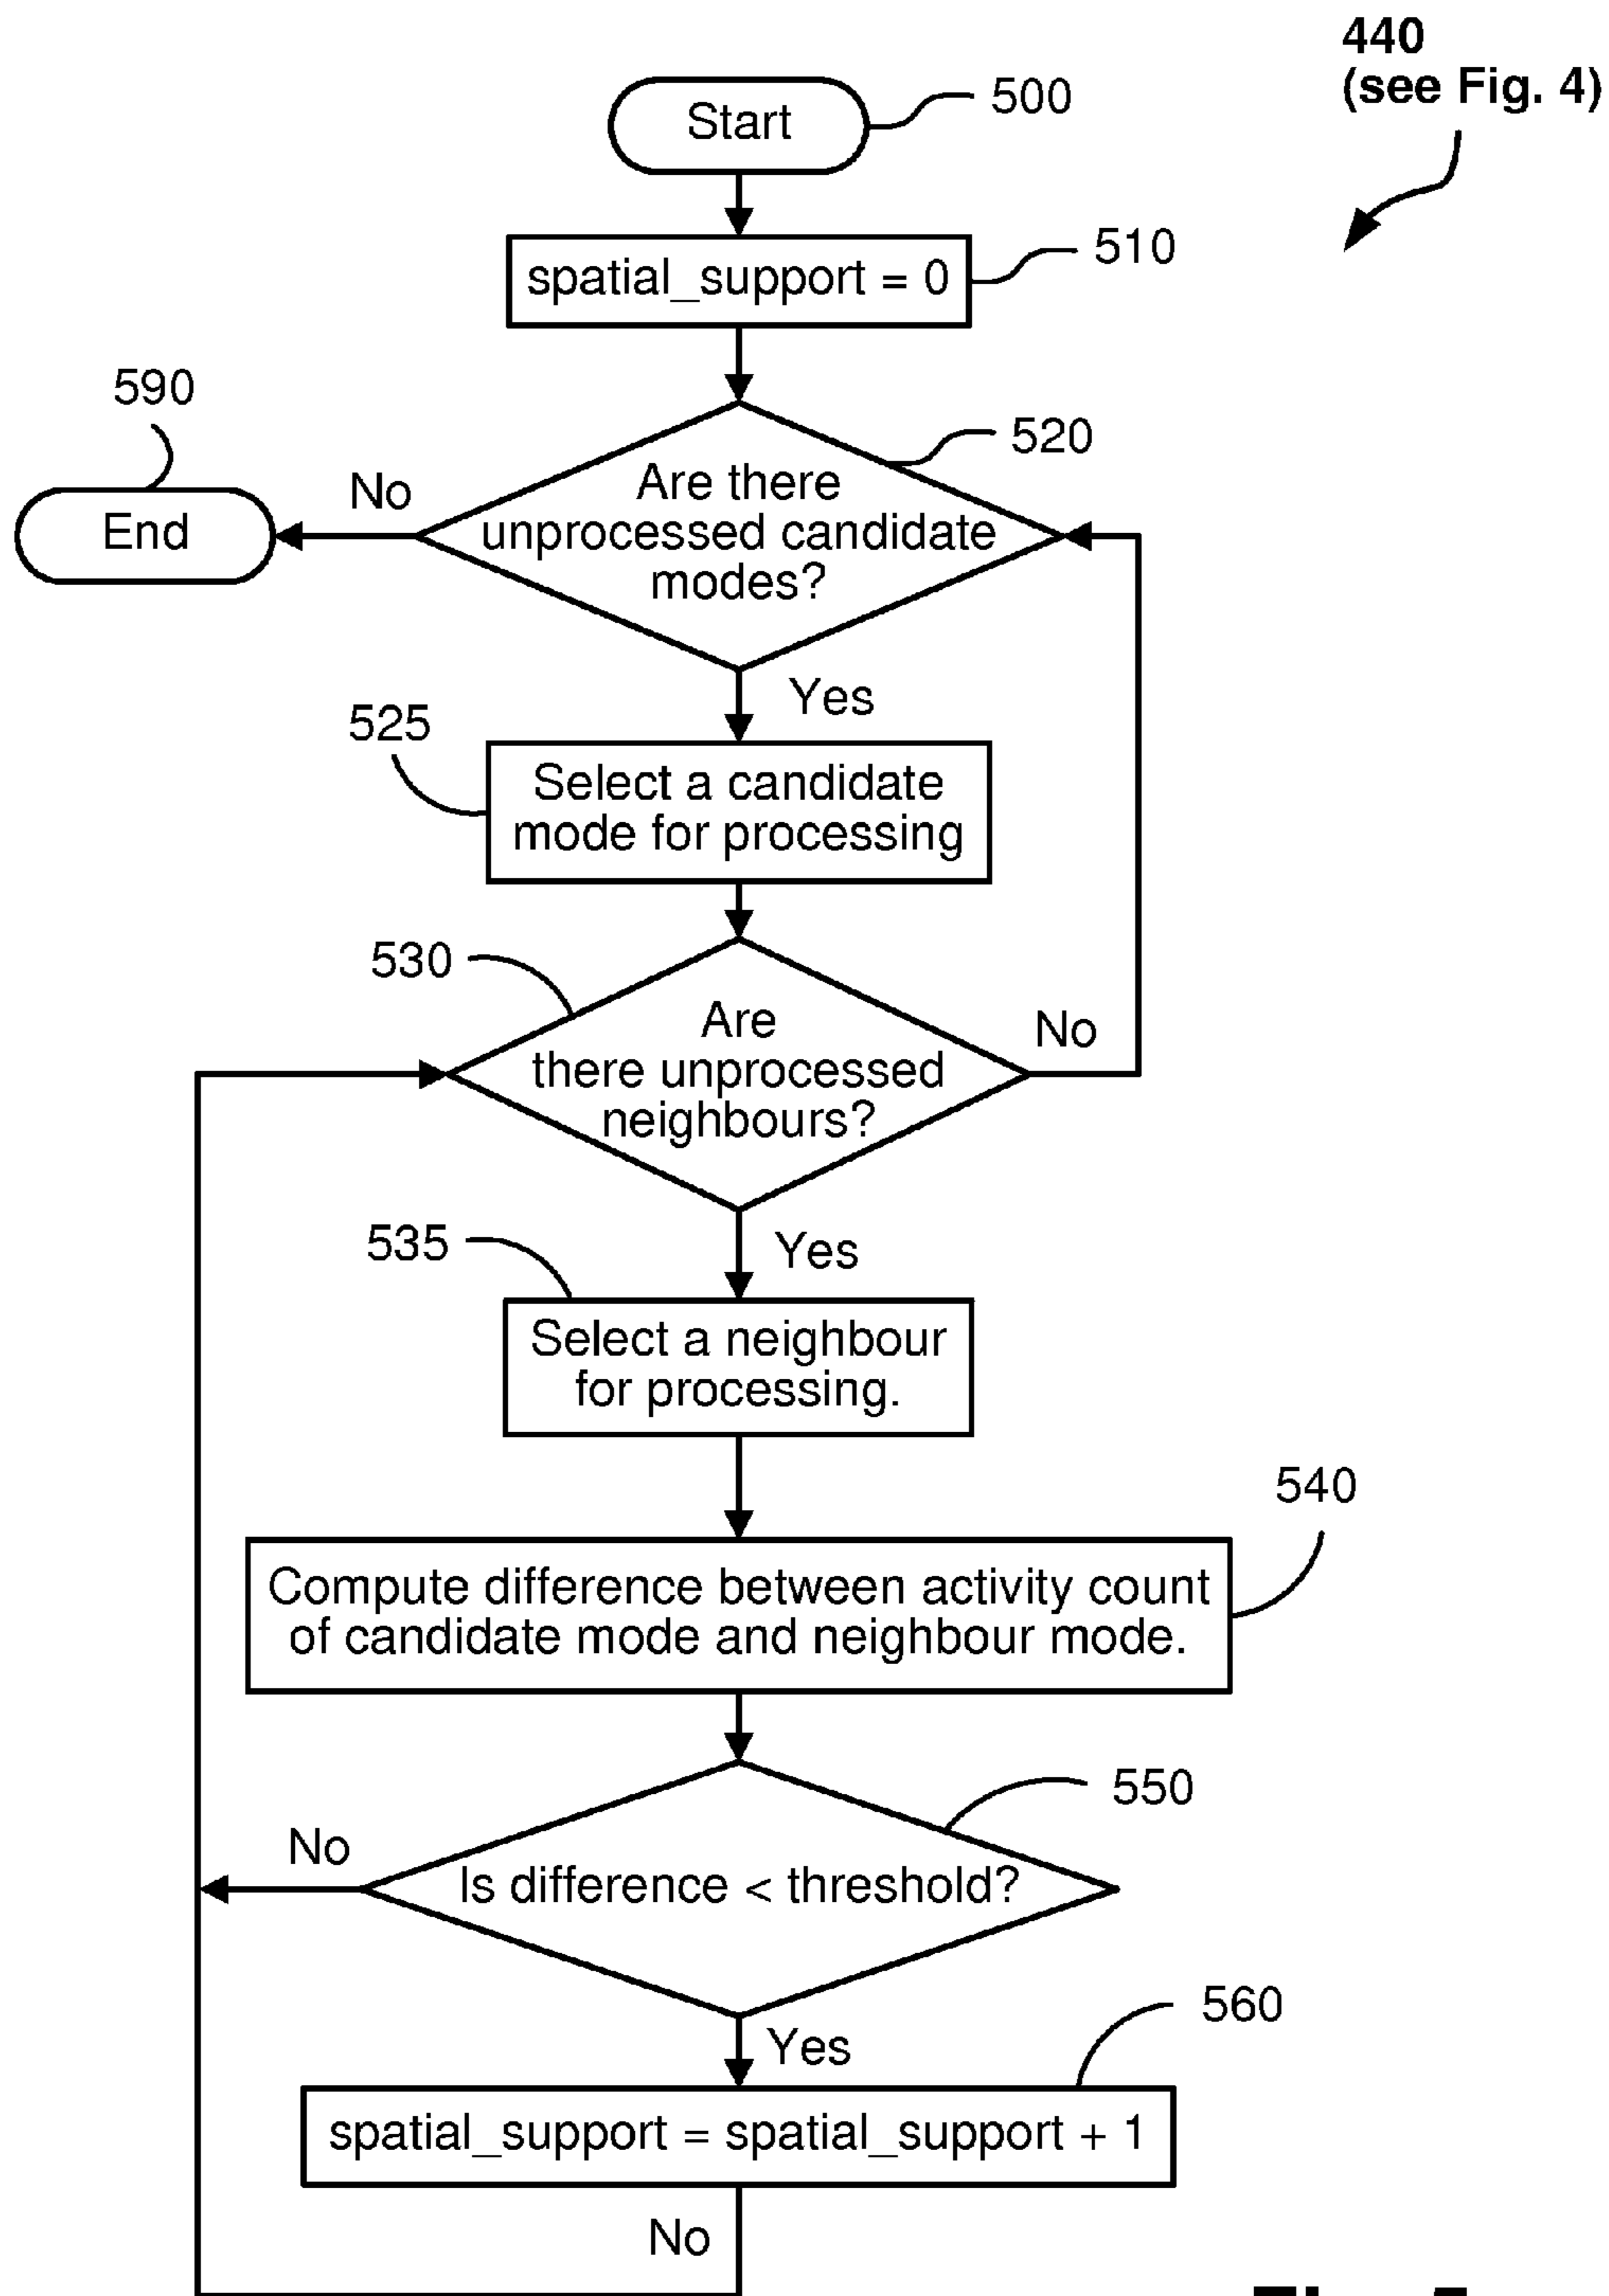 440
(see Fig. 4)
Start
500
spatial_support = 0
510
590
520
End
No
Are there
unprocessed candidate
modes?
Yes
525
Select a candidate
mode for processing
530
Are
there unprocessed
neighbours?
No
535
Yes
Select a neighbour
for processing.
540
Compute difference between activity count
of candidate mode and neighbour mode.
550
No
Is difference < threshold?
560
Yes
spatial_support = spatial_support + 1
No